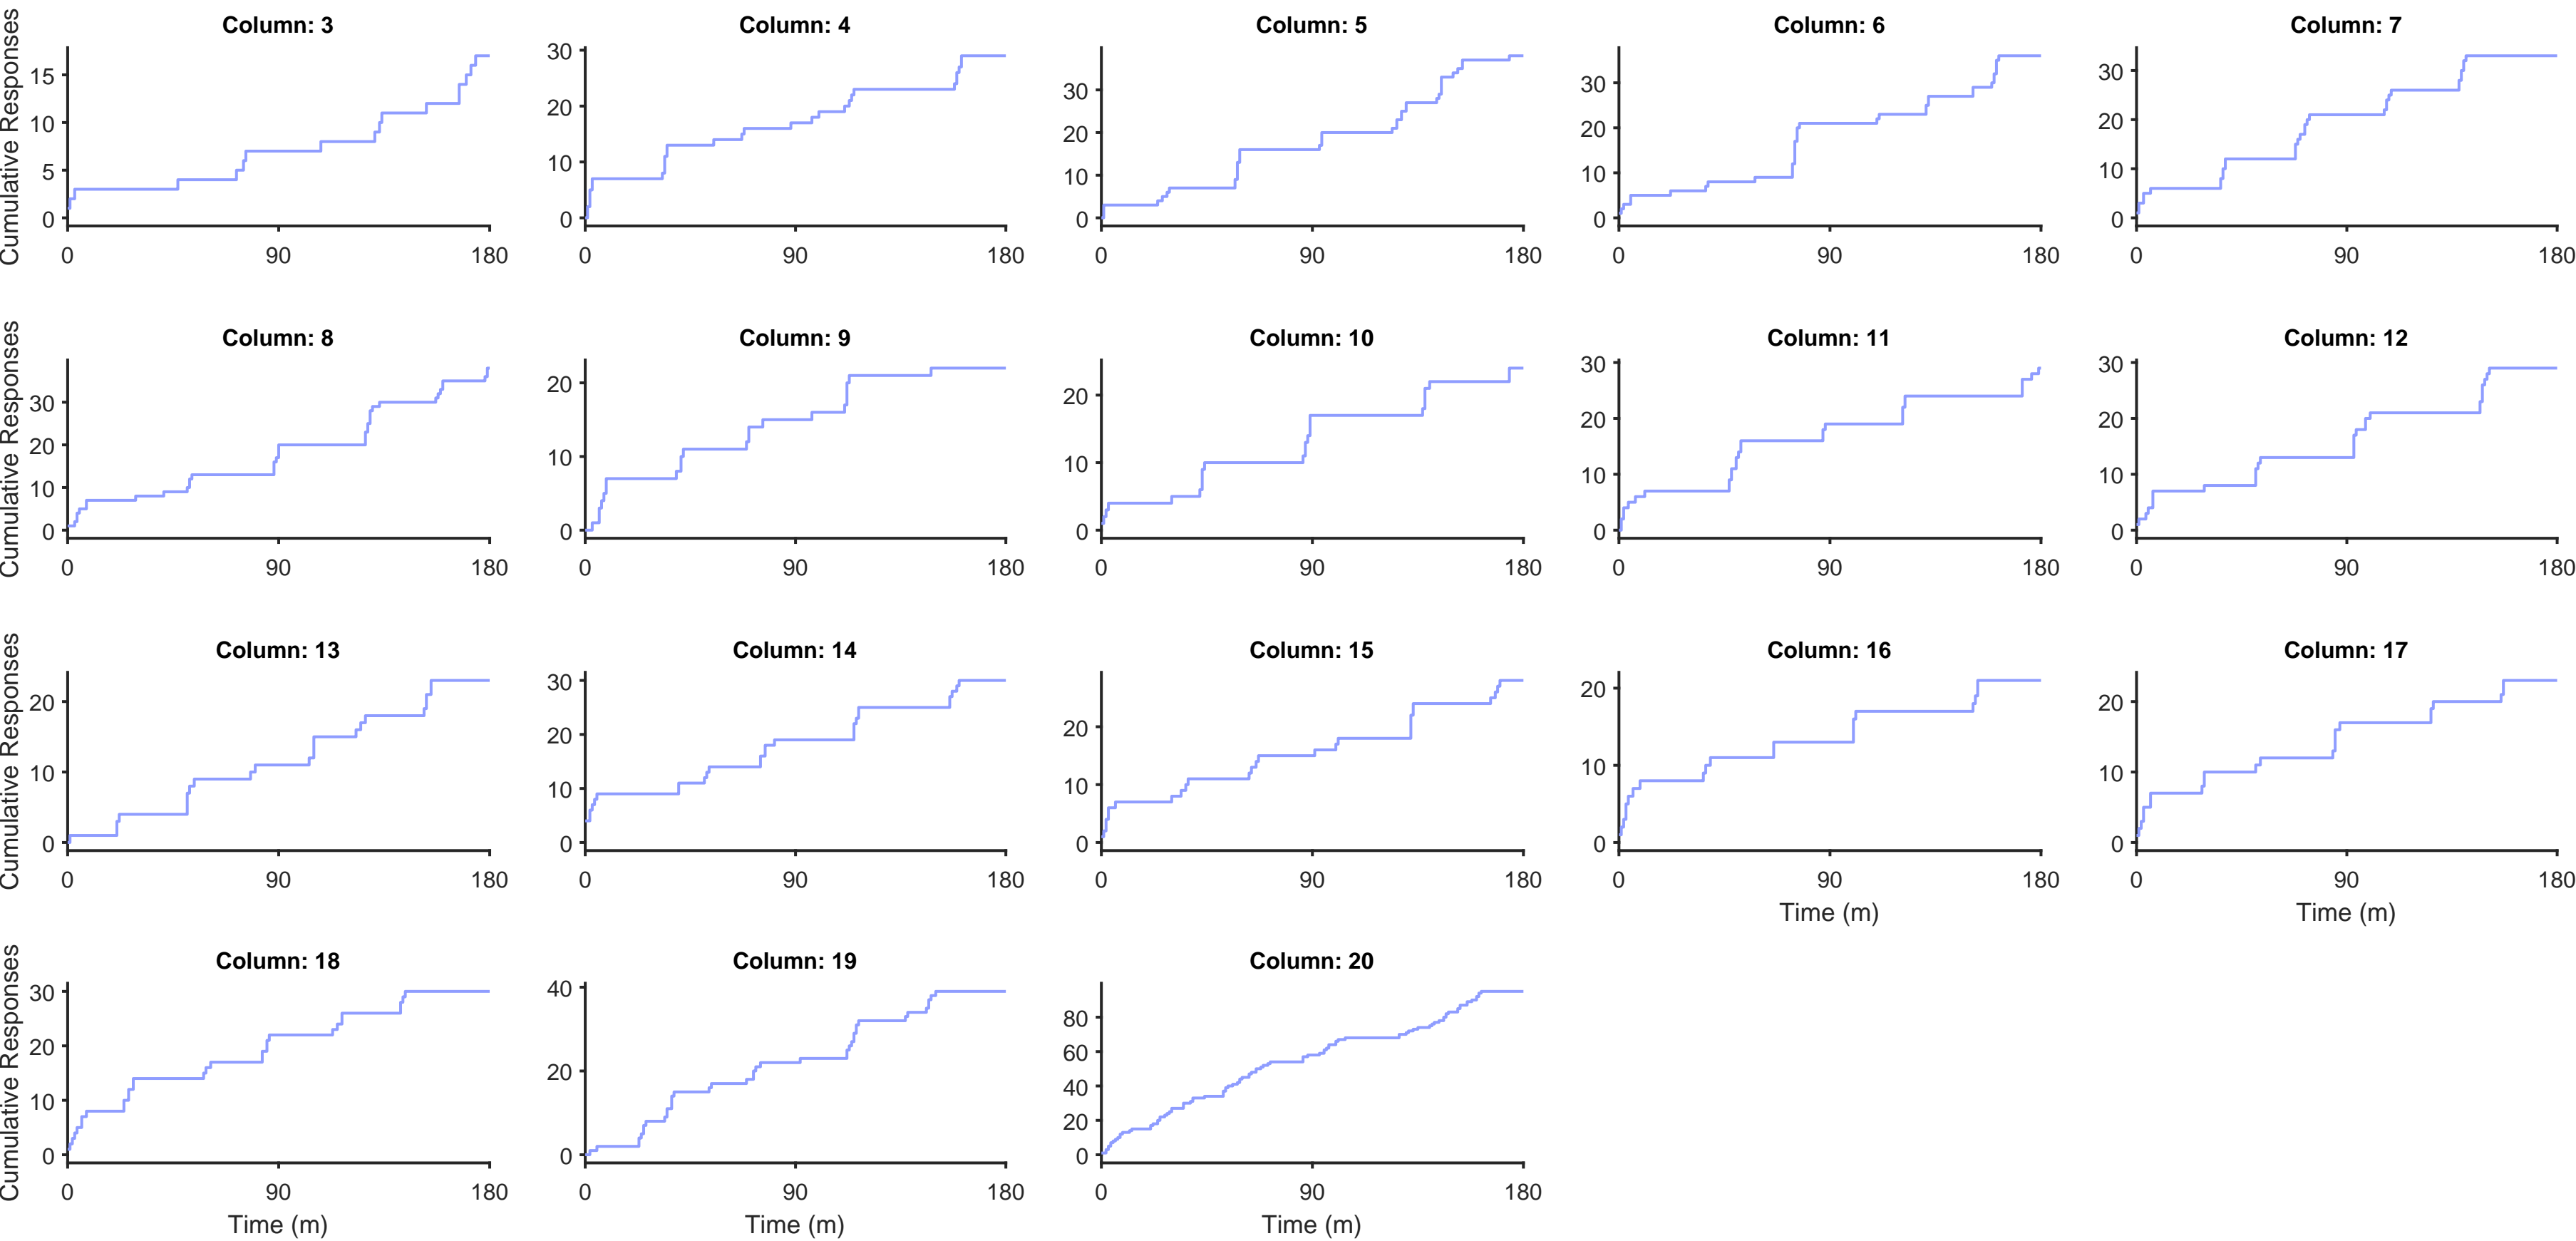 Column: 3
Cumulative Responses
15
10
5
0
0 90 180
Column: 4
30
20
10
0
0 90 180
Column: 5
30
20
10
0
0 90 180
Column: 6
30
20
10
0
0 90 180
Column: 7
30
20
10
0
0 90 180
Column: 8
Cumulative Responses
30
20
10
0
0 90 180
Column: 9
20
10
0
0 90 180
Column: 10
20
10
0
0 90 180
Column: 11
30
20
10
0
0 90 180
Column: 12
30
20
10
0
0 90 180
Column: 13
Cumulative Responses
20
10
0
0 90 180
Column: 14
30
20
10
0
0 90 180
Column: 15
20
10
0
0 90 180
Column: 16
20
10
0
0 90 180
Time (m)
Column: 17
20
10
0
0 90 180
Time (m)
Column: 18
Cumulative Responses
30
20
10
0
0 90 180
Time (m)
Column: 19
40
20
0
0 90 180
Time (m)
Column: 20
80
60
40
20
0
0 90 180
Time (m)